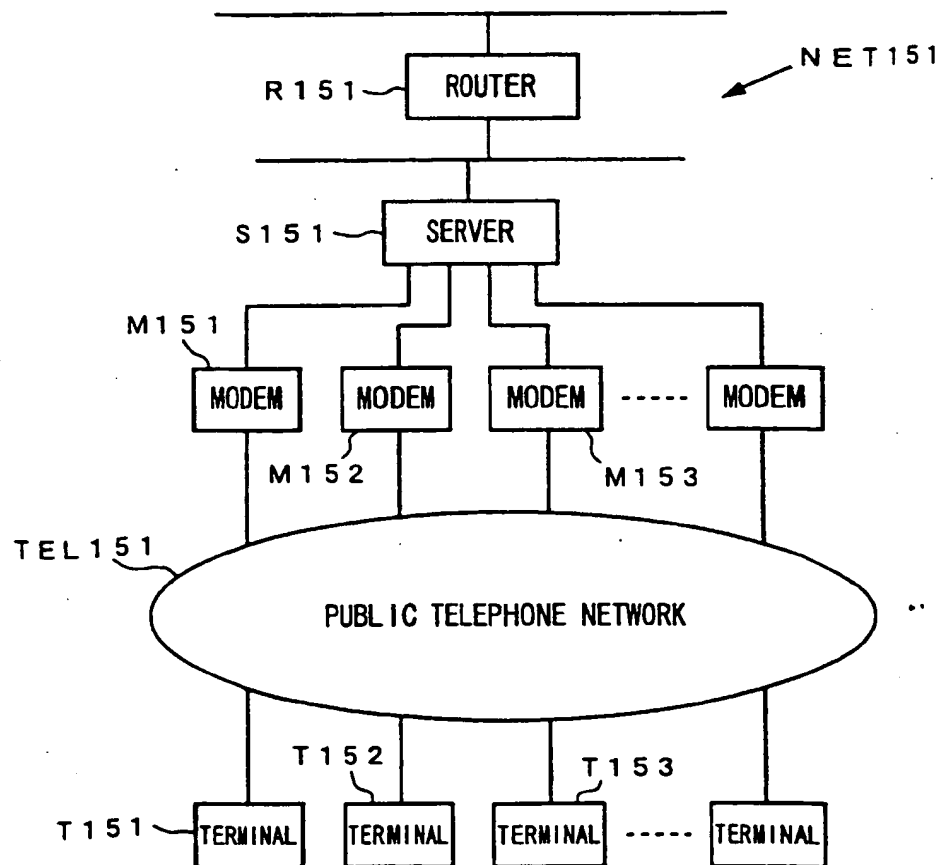 NET151
R151
ROUTER
S151
SERVER
M151
MODEM MODEM MODEM ----- MODEM
M152 M153
TEL151
PUBLIC TELEPHONE NETWORK
T152 T153
T151
TERMINAL TERMINAL TERMINAL ----- TERMINAL